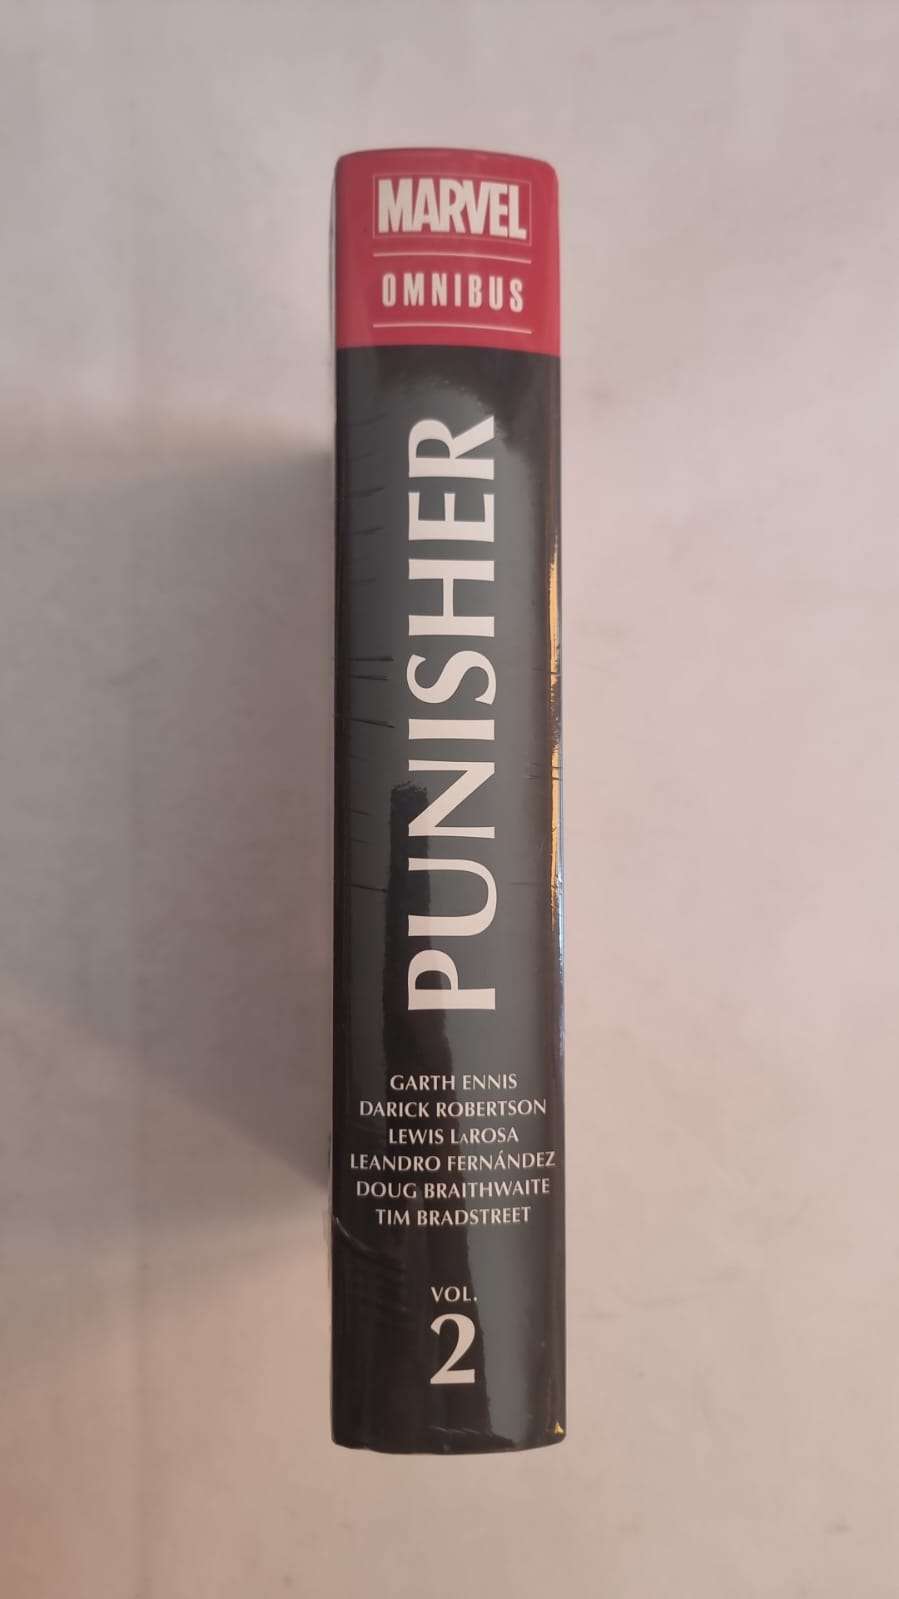 MARVEL
OMNIBUS
PUNISHER
GARTH ENNIS
DARICK ROBERTSON
LEWIS LAROSA
LEANDRO FERNÁNDEZ
DOUG BRAITHWAITE
TIM BRADSTREET
VOL.
2